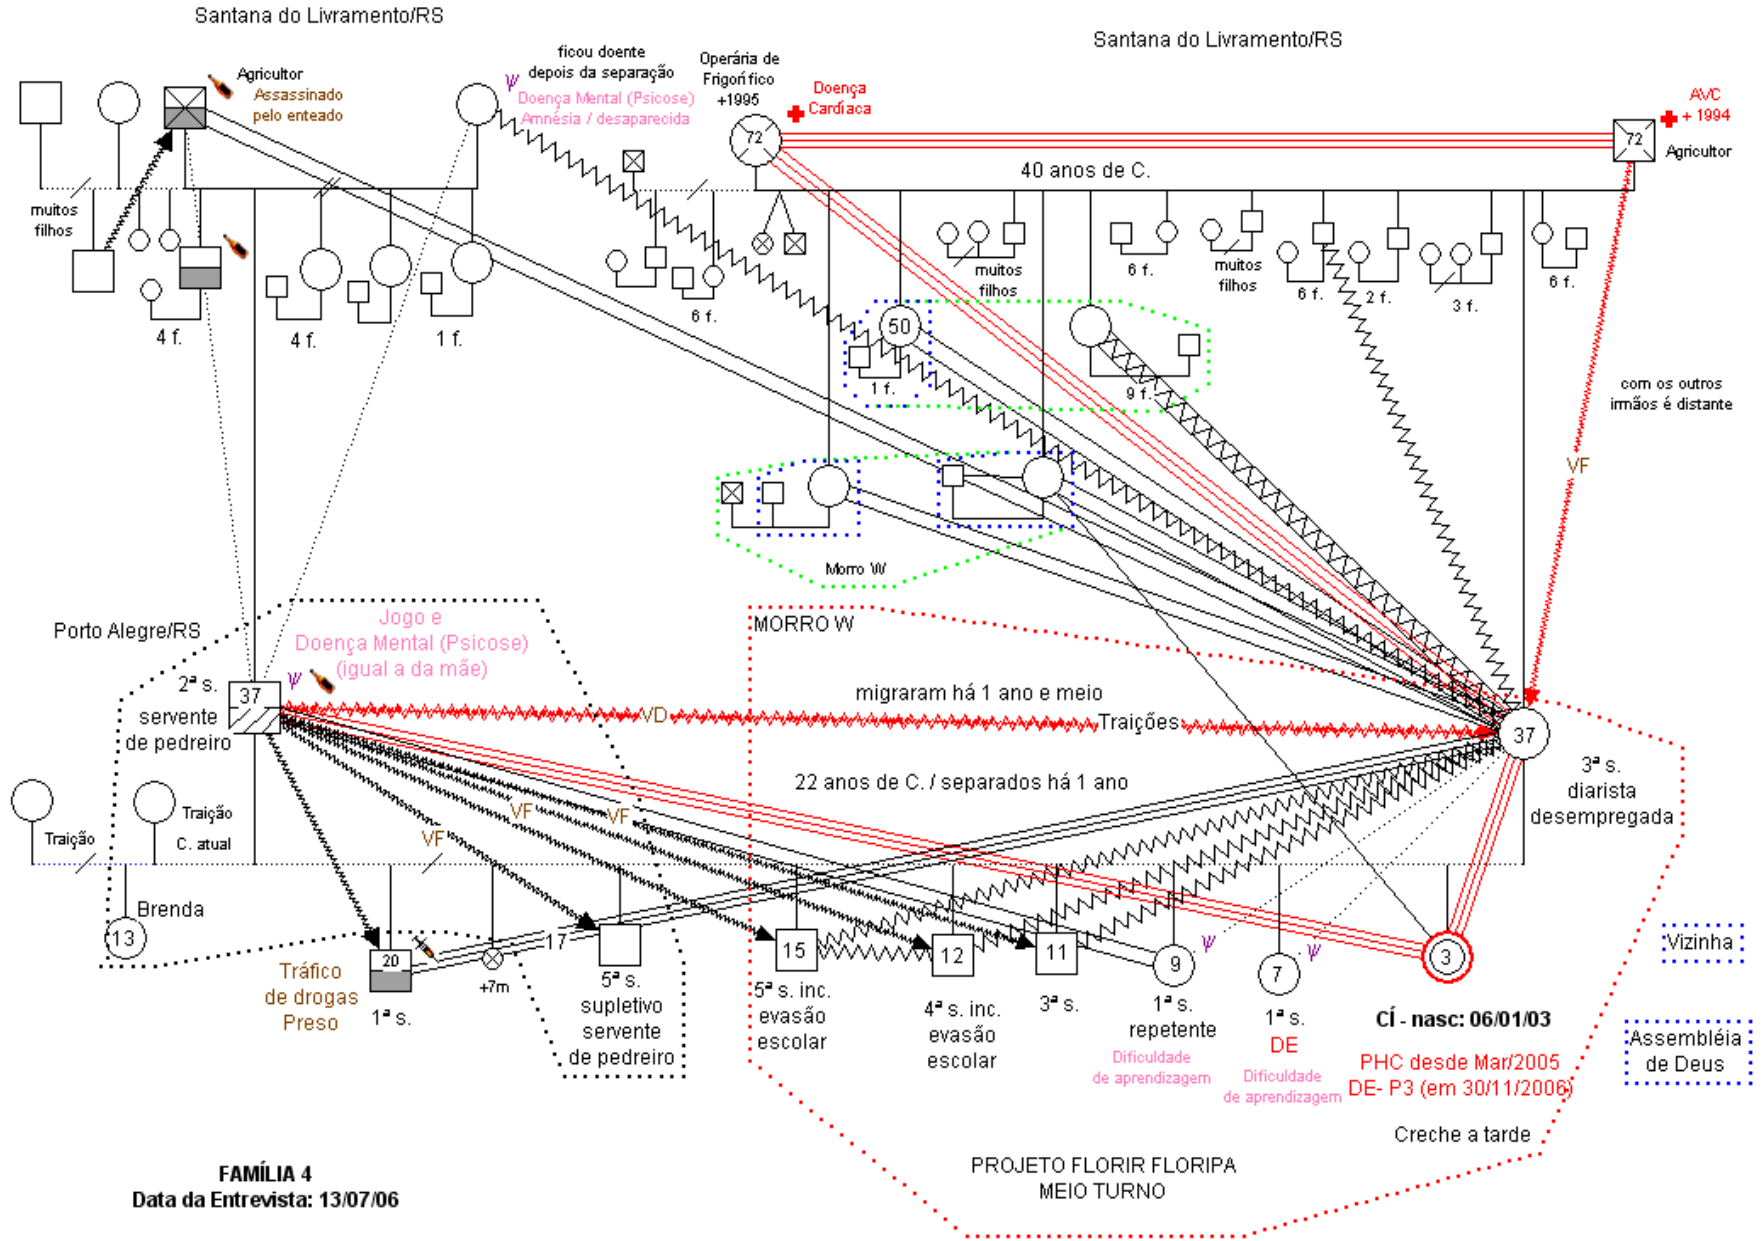 Santana do Livramento/RS
Santana do Livramento/RS
Agricultor
Assassinado
pelo enteado
ψ
ficou doente
depois da separação
Doença Mental (Psicose)
Amnésia / desaparecida
Operária de
Frigorífico
+1995
Doença
Cardíaca
72
AVC
+ 1994
72
Agricultor
40 anos de C.
muitos
filhos
4 f.
4 f.
1 f.
6 f.
muitos
filhos
6 f.
muitos
filhos
6 f.
2 f.
3 f.
6 f.
50
1 f.
9 f.
com os outros
irmãos é distante
VF
Morro W
Porto Alegre/RS
Jogo e
Doença Mental (Psicose)
(igual a da mãe)
MORRO W
2ª s.
37
ψ
servente
de pedreiro
migraram há 1 ano e meio
VD
Traições
37
22 anos de C. / separados há 1 ano
3ª s.
diarista
desempregada
Traição
Traição
C. atual
VF
VF
VF
Brenda
13
20
Tráfico
de drogas
Preso
1ª s.
+7m
17
5ª s.
supletivo
servente
de pedreiro
15
5ª s. inc.
evasão
escolar
12
4ª s. inc.
evasão
escolar
11
3ª s.
9
ψ
1ª s.
repetente
Dificuldade
de aprendizagem
7
ψ
1ª s.
DE
Dificuldade
de aprendizagem
3
CÍ - nasc: 06/01/03
PHC desde Mar/2005
DE- P3 (em 30/11/2006)
Creche a tarde
Vizinha
Assembléia
de Deus
PROJETO FLORIR FLORIPA
MEIO TURNO
FAMÍLIA 4
Data da Entrevista: 13/07/06